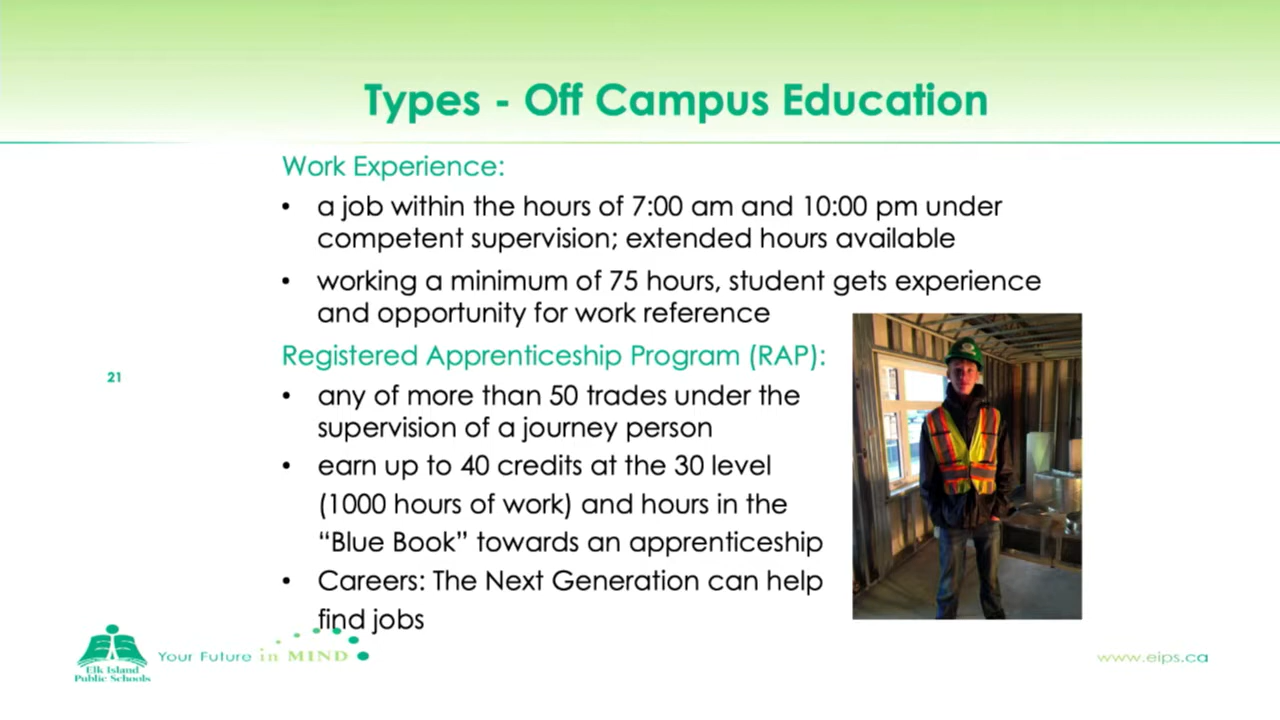 Types - Off Campus Education
Work Experience:
• a job within the hours of 7:00 am and 10:00 pm under
competent supervision; extended hours available
• working a minimum of 75 hours, student gets experience
and opportunity for work reference
Registered Apprenticeship Program (RAP):
21
• any of more than 50 trades under the
supervision of a journey person
• earn up to 40 credits at the 30 level
(1000 hours of work) and hours in the
“Blue Book” towards an apprenticeship
• Careers: The Next Generation can help
find jobs
Elk Island
Public Schools
Your Future in MIND
www.eips.ca